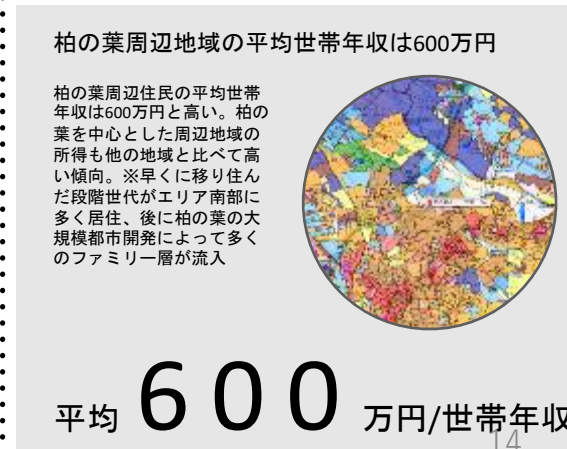 柏の葉周辺地域の平均世帯年収は600万円
柏の葉周辺住民の平均世帯
年収は600万円と高い。柏の
葉を中心とした周辺地域の
所得も他の地域と比べて高
い傾向。※早くに移り住ん
だ段階世代がエリア南部に
多く居住、後に柏の葉の大
規模都市開発によって多く
のファミリー層が流入
平均 600 万円/世帯年収
14